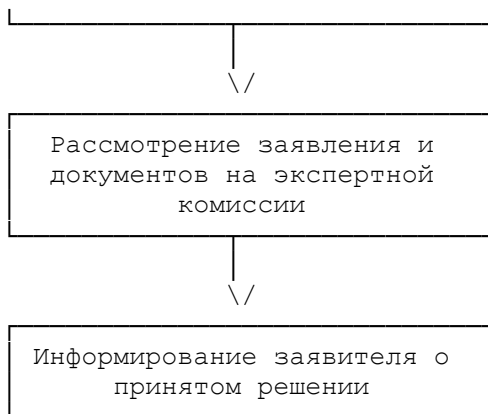 Рассмотрение заявления и
документов на экспертной
комиссии
Информирование заявителя о
принятом решении